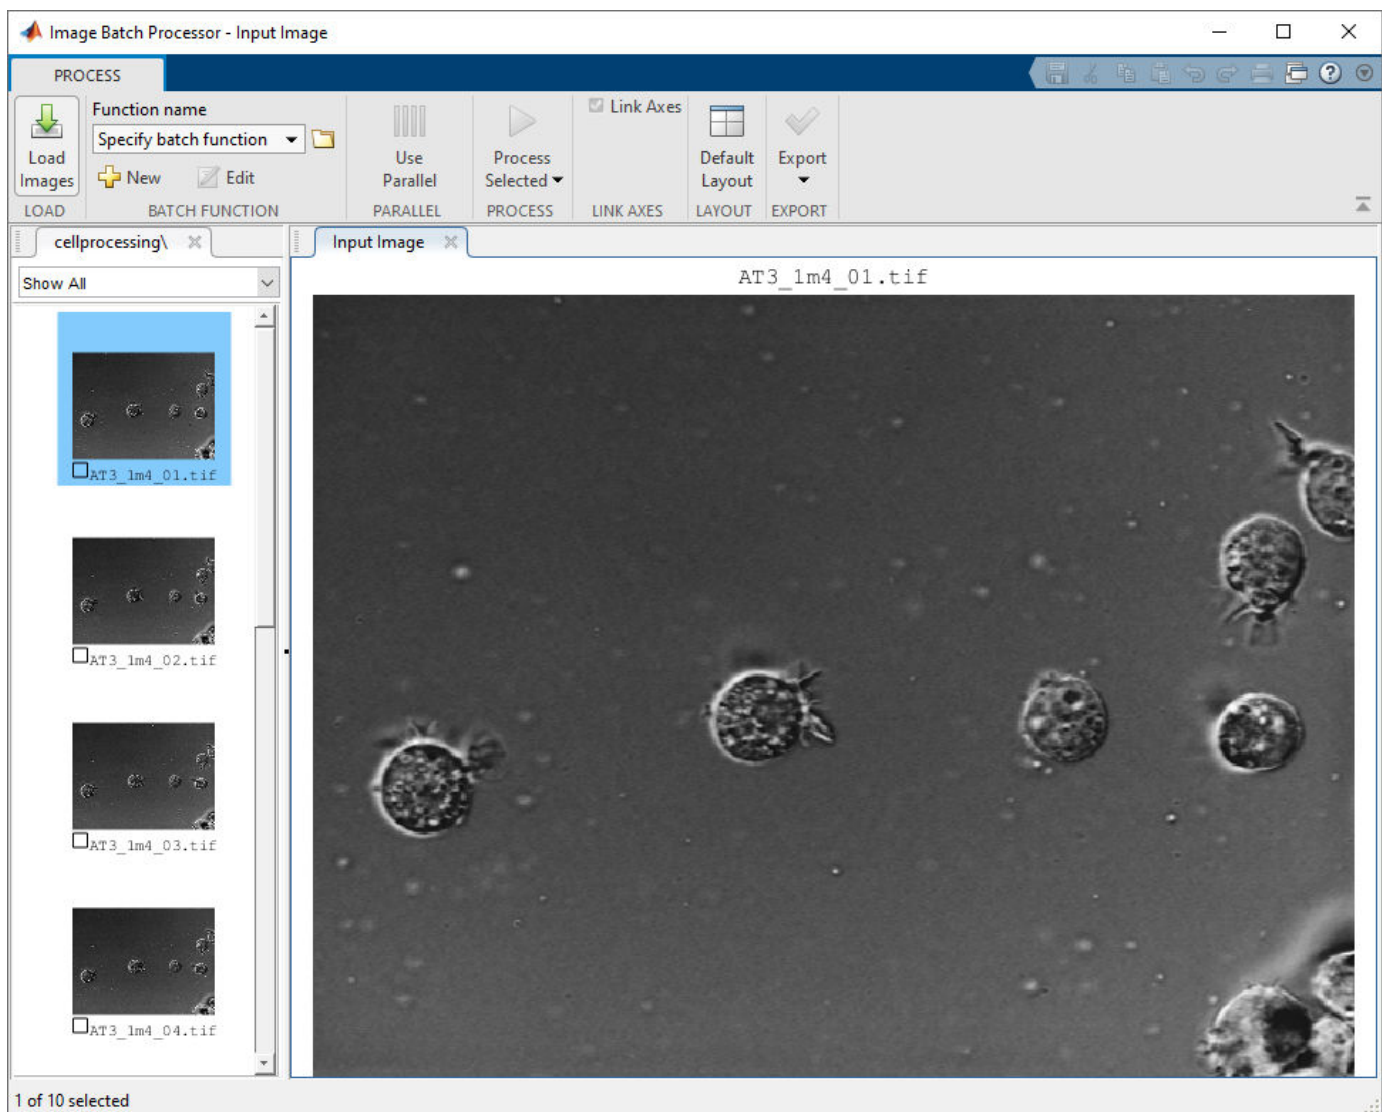 Image Batch Processor - Input Image
PROCESS
Load
Images
LOAD
Function name
Specify batch function
New Edit
BATCH FUNCTION
Use
Parallel
PARALLEL
Process
Selected
PROCESS
Link Axes
LINK AXES
Default
Layout
LAYOUT
Export
EXPORT
cellprocessing\
Show All
AT3_1m4_01.tif
AT3_1m4_02.tif
AT3_1m4_03.tif
AT3_1m4_04.tif
Input Image
AT3_1m4_01.tif
1 of 10 selected